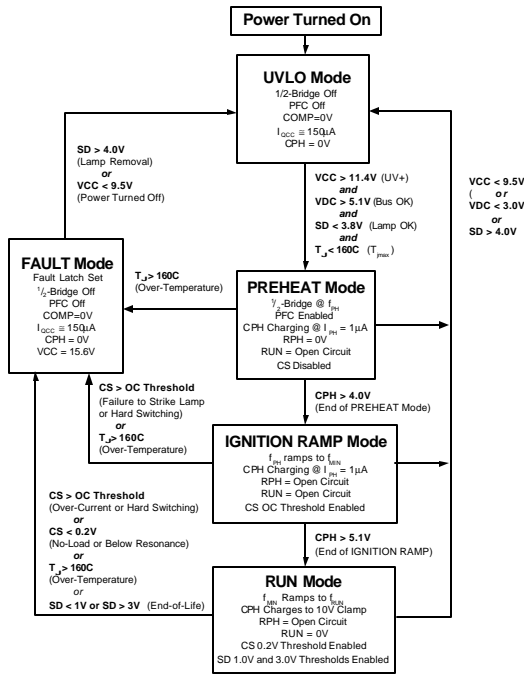 Power Turned On
UVLO Mode
1/2-Bridge Off
PFC Off
COMP=0V
IQCC ≅ 150µA
CPH = 0V
SD > 4.0V
(Lamp Removal)
or
VCC < 9.5V
(Power Turned Off)
VCC > 11.4V (UV+)
and
VDC > 5.1V (Bus OK)
and
SD < 3.8V (Lamp OK)
and
TJ < 160C (Tjmax)
VCC < 9.5V
( or
VDC < 3.0V
or
SD > 4.0V
FAULT Mode
Fault Latch Set
1/2-Bridge Off
PFC Off
COMP=0V
IQCC ≅ 150µA
CPH = 0V
VCC = 15.6V
TJ > 160C
(Over-Temperature)
PREHEAT Mode
1/2-Bridge @ fPH
PFC Enabled
CPH Charging @ IPH = 1µA
RPH = 0V
RUN = Open Circuit
CS Disabled
CS > OC Threshold
(Failure to Strike Lamp
or Hard Switching)
or
TJ > 160C
(Over-Temperature)
CPH > 4.0V
(End of PREHEAT Mode)
IGNITION RAMP Mode
fPH ramps to fMIN
CPH Charging @ IPH = 1µA
RPH = Open Circuit
RUN = Open Circuit
CS OC Threshold Enabled
CS > OC Threshold
(Over-Current or Hard Switching)
or
CS < 0.2V
(No-Load or Below Resonance)
or
TJ > 160C
(Over-Temperature)
or
SD < 1V or SD > 3V (End-of-Life)
CPH > 5.1V
(End of IGNITION RAMP)
RUN Mode
fMIN Ramps to fRUN
CPH Charges to 10V Clamp
RPH = Open Circuit
RUN = 0V
CS 0.2V Threshold Enabled
SD 1.0V and 3.0V Thresholds Enabled